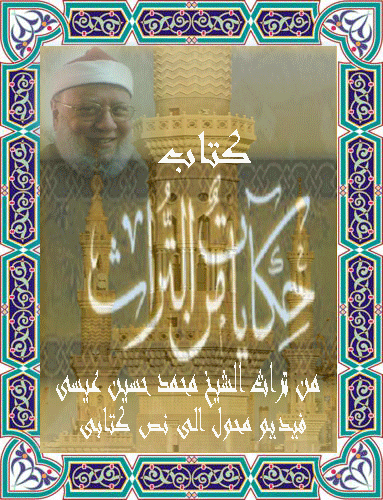 كتاب
حكايات من التراث
من تراث الشيخ محمد حسين عيسى
فيديو محول الى نص كتابى